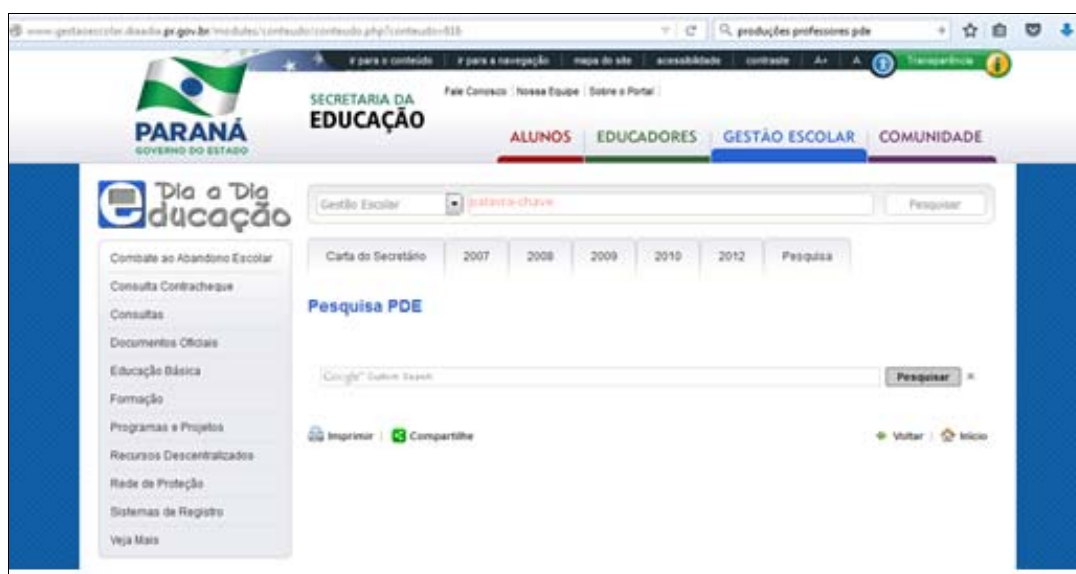 www.gestaoescolar.diaadia.pr.gov.br/modules/conteudo/conteudo.php?conteudo=618
produções professores pde
ir para o conteúdo
ir para a navegação
mapa do site
acessibilidade
contraste
A+
A
Transparência
Fale Conosco | Nossa Equipe | Sobre o Portal |
SECRETARIA DA
EDUCAÇÃO
PARANÁ
GOVERNO DO ESTADO
ALUNOS
EDUCADORES
GESTÃO ESCOLAR
COMUNIDADE
Dia a Dia
educação
Gestão Escolar
palavra-chave
Pesquisar
Combate ao Abandono Escolar
Consulta Contracheque
Consultas
Documentos Oficiais
Educação Básica
Formação
Programas e Projetos
Recursos Descentralizados
Rede de Proteção
Sistemas de Registro
Veja Mais
Carta do Secretário
2007
2008
2009
2010
2012
Pesquisa
Pesquisa PDE
Google™ Custom Search
Pesquisar
×
Imprimir | Compartilhe
Voltar | Início